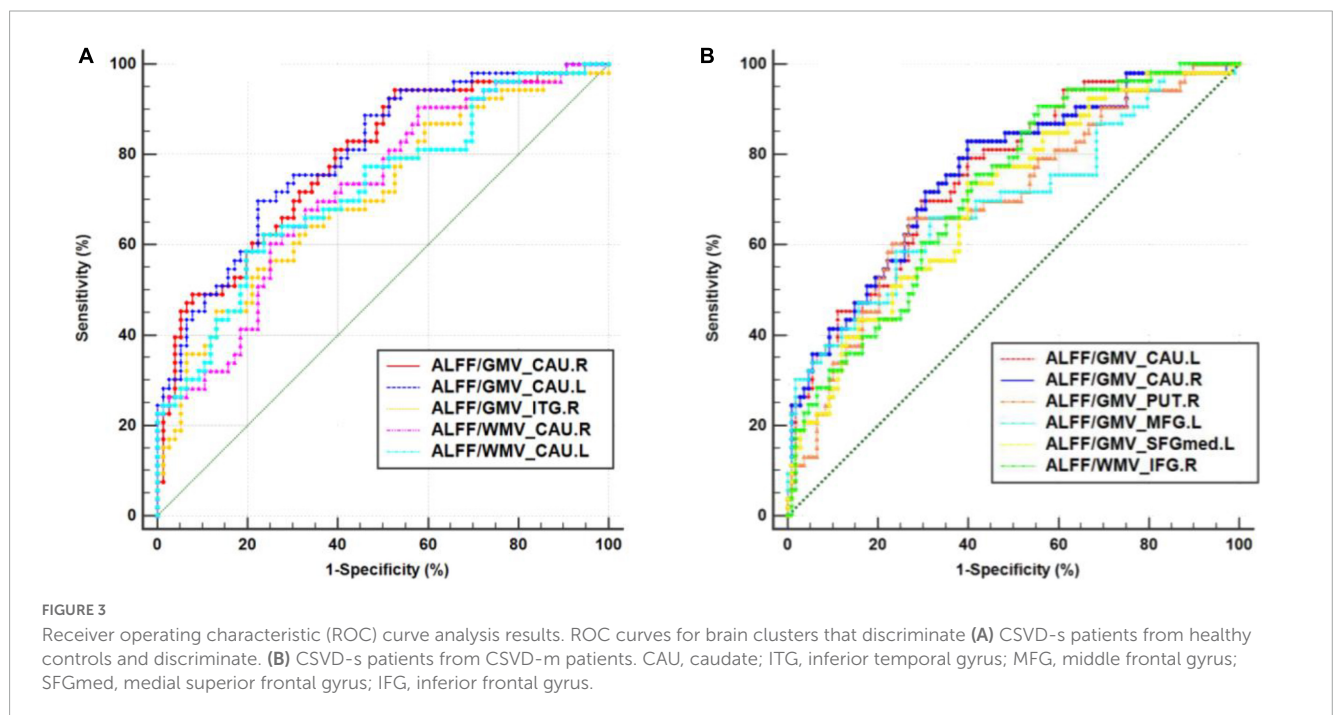 A
100
80
60
40
20
0
Sensitivity (%)
0 20 40 60 80 100
1-Specificity (%)
ALFF/GMV_CAU.R
ALFF/GMV_CAU.L
ALFF/GMV_ITG.R
ALFF/WMV_CAU.R
ALFF/WMV_CAU.L
B
100
80
60
40
20
0
Sensitivity (%)
0 20 40 60 80 100
1-Specificity (%)
ALFF/GMV_CAU.L
ALFF/GMV_CAU.R
ALFF/GMV_PUT.R
ALFF/GMV_MFG.L
ALFF/GMV_SFGmed.L
ALFF/WMV_IFG.R
FIGURE 3
Receiver operating characteristic (ROC) curve analysis results. ROC curves for brain clusters that discriminate (A) CSVD-s patients from healthy
controls and discriminate. (B) CSVD-s patients from CSVD-m patients. CAU, caudate; ITG, inferior temporal gyrus; MFG, middle frontal gyrus;
SFGmed, medial superior frontal gyrus; IFG, inferior frontal gyrus.